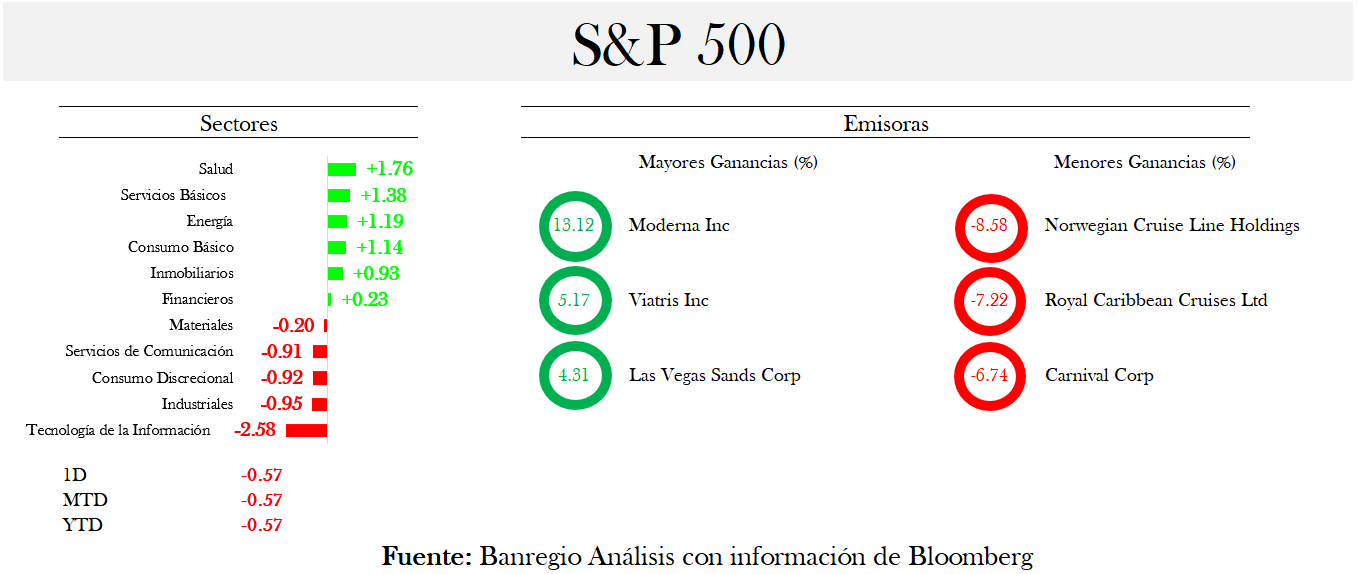 S&P 500
Sectores
Salud +1.76
Servicios Básicos +1.38
Energía +1.19
Consumo Básico +1.14
Inmobiliarios +0.93
Financieros +0.23
Materiales -0.20
Servicios de Comunicación -0.91
Consumo Discrecional -0.92
Industriales -0.95
Tecnología de la Información -2.58
1D -0.57
MTD -0.57
YTD -0.57
Emisoras
Mayores Ganancias (%)
13.12 Moderna Inc
5.17 Viatris Inc
4.31 Las Vegas Sands Corp
Menores Ganancias (%)
-8.58 Norwegian Cruise Line Holdings
-7.22 Royal Caribbean Cruises Ltd
-6.74 Carnival Corp
Fuente: Banregio Análisis con información de Bloomberg